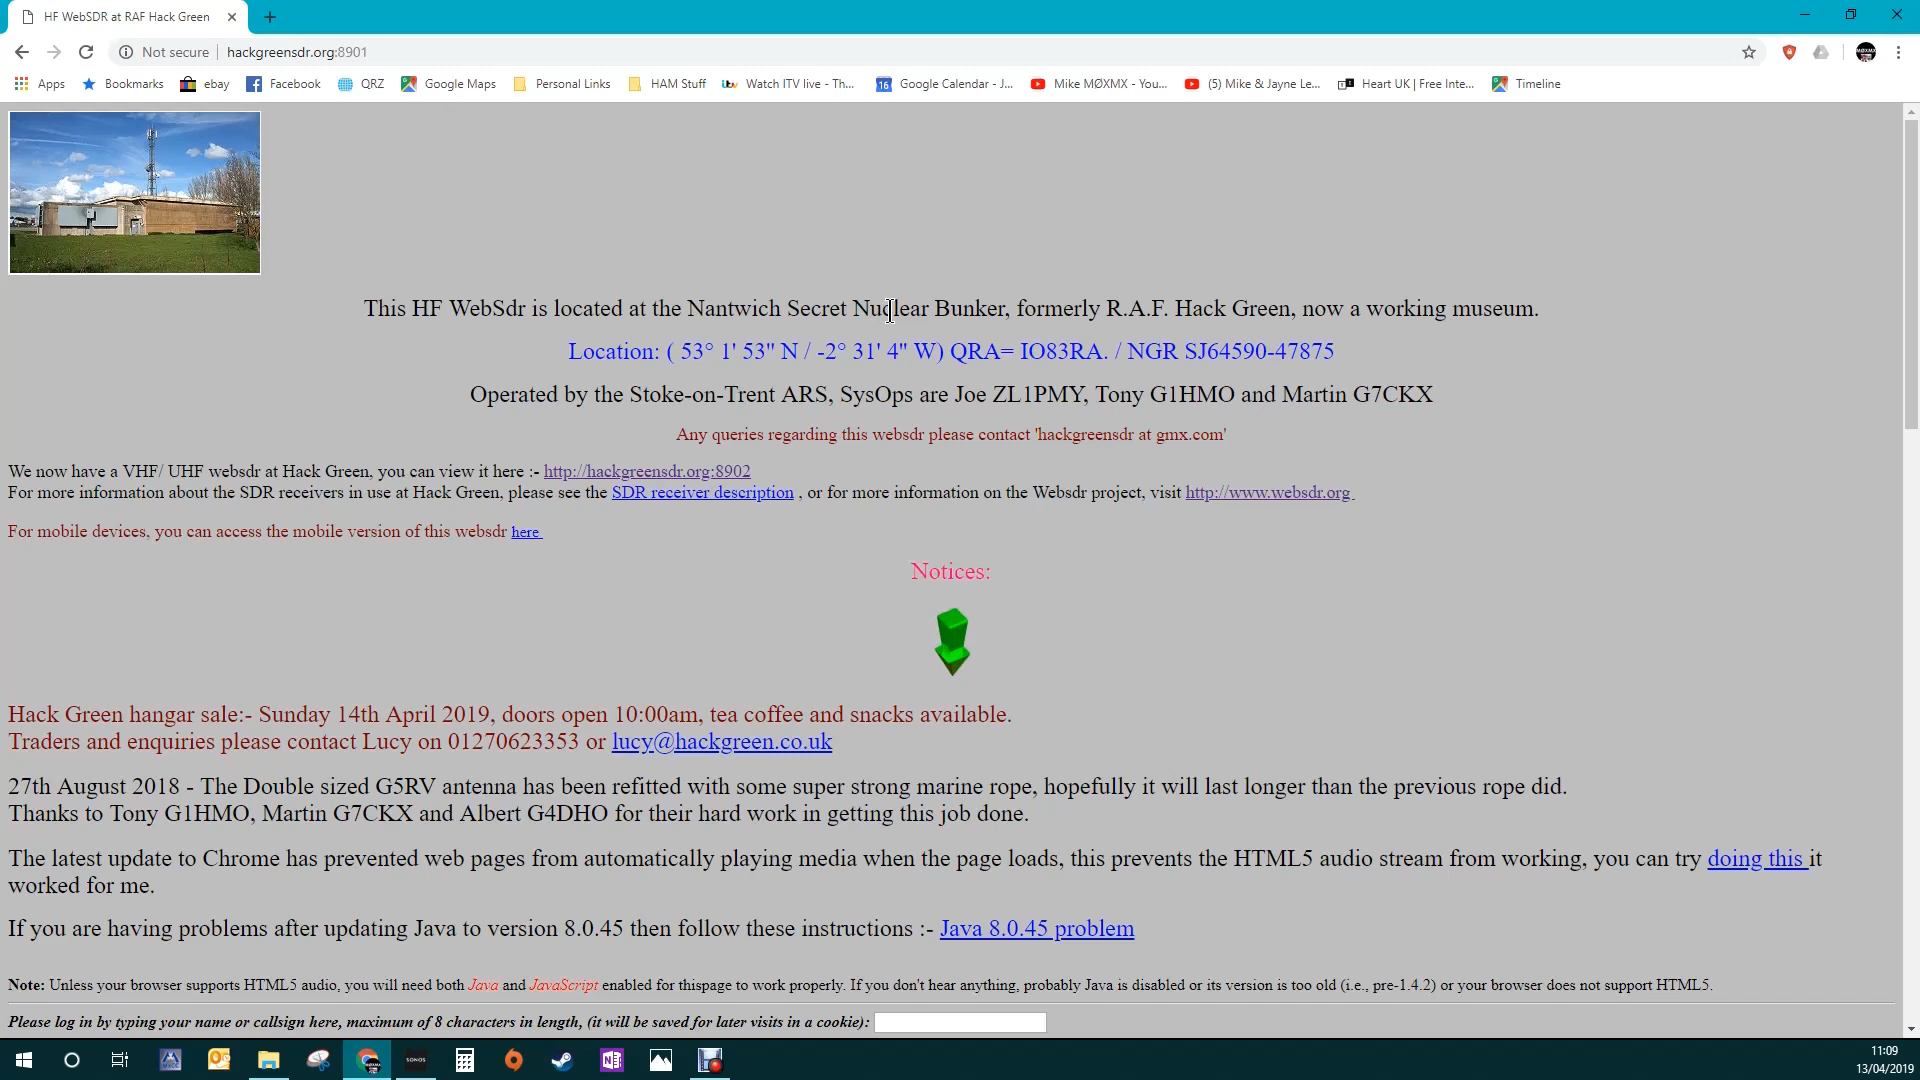 HF WebSDR at RAF Hack Green
Not secure
hackgreensdr.org:8901
Apps
Bookmarks
ebay
Facebook
QRZ
Google Maps
Personal Links
HAM Stuff
Watch ITV live - Th...
16
Google Calendar - J...
Mike MØXMX - You...
(5) Mike & Jayne Le...
Heart UK | Free Inte...
Timeline
This HF WebSdr is located at the Nantwich Secret Nuclear Bunker, formerly R.A.F. Hack Green, now a working museum.
Location: ( 53° 1' 53" N / -2° 31' 4" W) QRA= IO83RA. / NGR SJ64590-47875
Operated by the Stoke-on-Trent ARS, SysOps are Joe ZL1PMY, Tony G1HMO and Martin G7CKX
Any queries regarding this websdr please contact 'hackgreensdr at gmx.com'
We now have a VHF/ UHF websdr at Hack Green, you can view it here :- http://hackgreensdr.org:8902
For more information about the SDR receivers in use at Hack Green, please see the SDR receiver description , or for more information on the Websdr project, visit http://www.websdr.org
For mobile devices, you can access the mobile version of this websdr here
Notices:
Hack Green hangar sale:- Sunday 14th April 2019, doors open 10:00am, tea coffee and snacks available.
Traders and enquiries please contact Lucy on 01270623353 or lucy@hackgreen.co.uk
27th August 2018 - The Double sized G5RV antenna has been refitted with some super strong marine rope, hopefully it will last longer than the previous rope did.
Thanks to Tony G1HMO, Martin G7CKX and Albert G4DHO for their hard work in getting this job done.
The latest update to Chrome has prevented web pages from automatically playing media when the page loads, this prevents the HTML5 audio stream from working, you can try doing this it
worked for me.
If you are having problems after updating Java to version 8.0.45 then follow these instructions :- Java 8.0.45 problem
Note: Unless your browser supports HTML5 audio, you will need both Java and JavaScript enabled for thispage to work properly. If you don't hear anything, probably Java is disabled or its version is too old (i.e., pre-1.4.2) or your browser does not support HTML5.
Please log in by typing your name or callsign here, maximum of 8 characters in length, (it will be saved for later visits in a cookie):
SONOS
11:09
13/04/2019